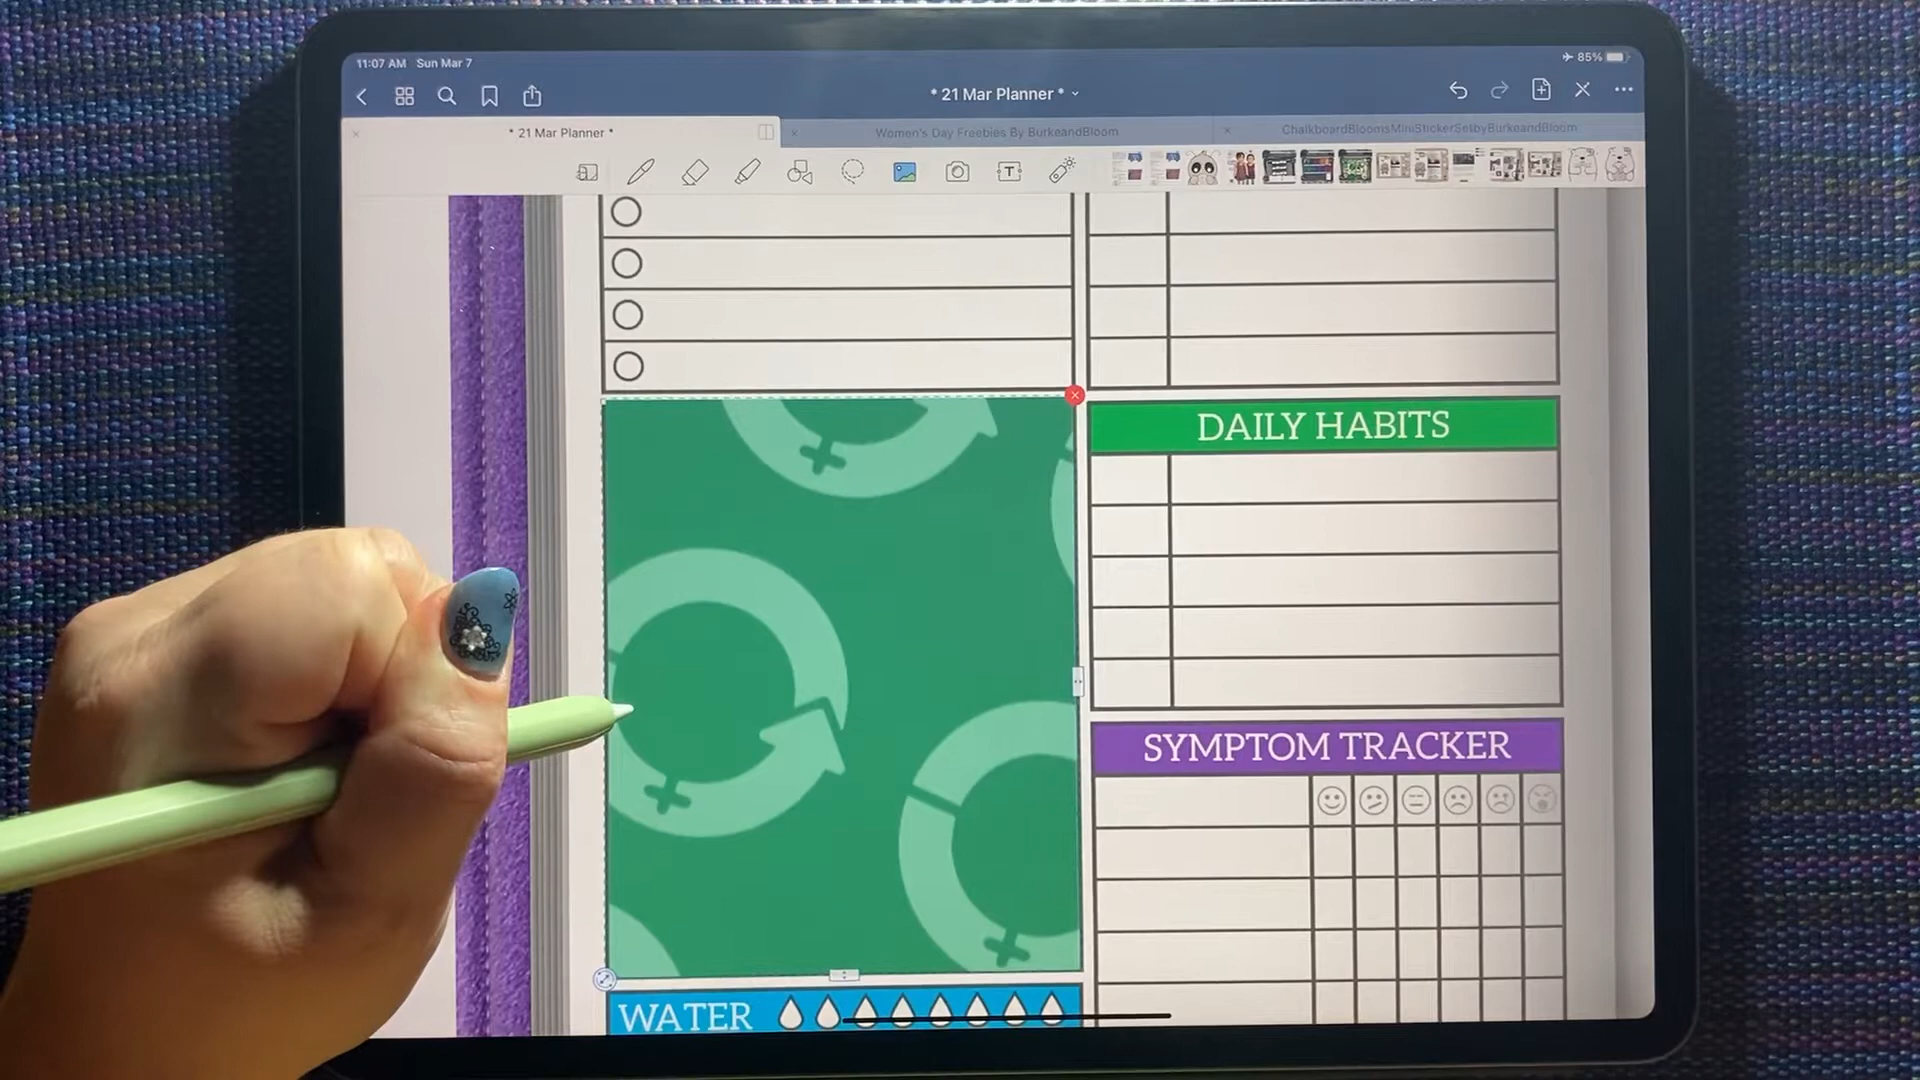 11:07 AM Sun Mar 7
85%
* 21 Mar Planner *
* 21 Mar Planner *
Women's Day Freebies By BurkeandBloom
ChalkboardBloomsMiniStickerSetbyBurkeandBloom
T
DAILY HABITS
SYMPTOM TRACKER
WATER